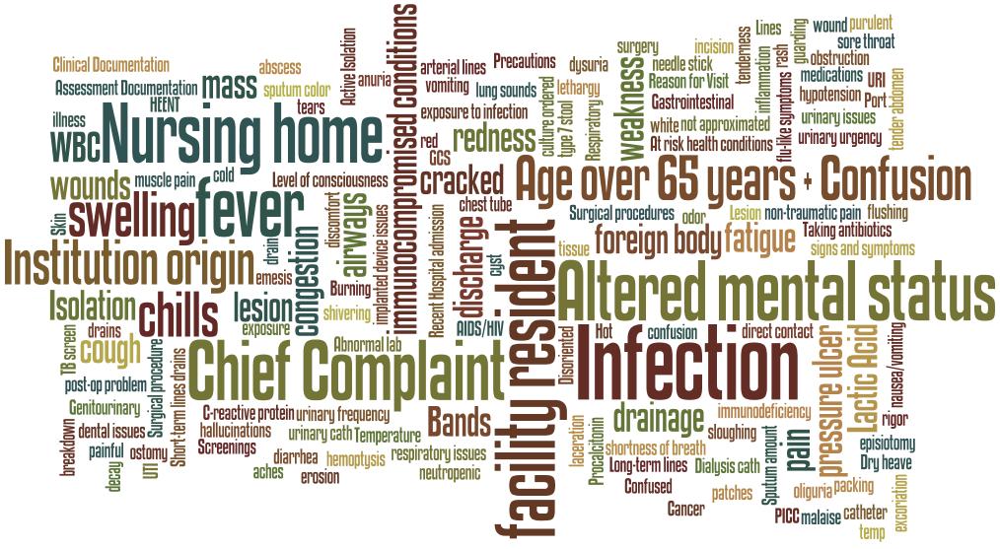 Clinical Documentation
abscess
Assessment Documentation
mass
sputum color
HEENT
tears
illness
WBC
Nursing home
Active Isolation
anuria
immunocompromised conditions
arterial lines
Precautions
vomiting
lung sounds
exposure to infection
red
redness
GCS
cracked
chest tube
dysuria
lethargy
culture ordered
type 7 stool
Respiratory
surgery
weakness
incision
needle stick
Reason for Visit
Gastrointestinal
white
not approximated
At risk health conditions
tenderness
Lines
inflammation
rash
flu-like symptoms
guarding
wound
purulent
sore throat
obstruction
medications
URI
hypotension
Port
urinary issues
urinary urgency
tender abdomen
wounds
muscle pain
cold
Level of consciousness
Skin
swelling
fever
discomfort
airways
Age over 65 years + Confusion
Surgical procedures
odor
Lesion
non-traumatic pain
flushing
tissue
foreign body
fatigue
Taking antibiotics
signs and symptoms
Institution origin
drain
emesis
congestion
Burning
implanted device issues
Recent Hospital admission
discharge
cyst
facility resident
Altered mental status
Isolation
chills
lesion
exposure
shivering
AIDS/HIV
drains
TB screen
cough
Abnormal lab
Chief Complaint
Disoriented
Hot
confusion
direct contact
Infection
pressure ulcer
Lactic Acid
nausea/vomiting
post-op problem
Surgical procedure
Short-term lines drains
Genitourinary
C-reactive protein
urinary frequency
Bands
breakdown
dental issues
hallucinations
urinary cath
Temperature
painful
ostomy
Screenings
decay
UTI
diarrhea
hemoptysis
respiratory issues
aches
erosion
neutropenic
laceration
Procalcitonin
drainage
immunodeficiency
sloughing
shortness of breath
Long-term lines
Dialysis cath
Confused
patches
Cancer
Sputum amount
pain
rigor
episiotomy
Dry heave
oliguria
packing
excoriation
PICC
malaise
catheter
temp